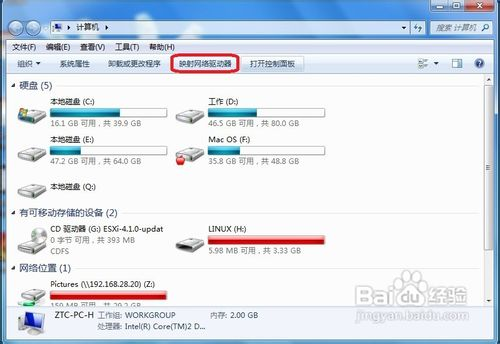 计算机
搜索 计算机
文件(F) 编辑(E) 查看(V) 工具(T) 帮助(H)
组织 系统属性 卸载或更改程序 映射网络驱动器 打开控制面板
硬盘 (5)
本地磁盘 (C:)
16.1 GB 可用，共 39.9 GB
工作 (D:)
46.5 GB 可用，共 80.0 GB
本地磁盘 (E:)
47.2 GB 可用，共 64.0 GB
Mac OS (F:)
35.8 GB 可用，共 48.8 GB
本地磁盘 (Q:)
有可移动存储的设备 (2)
CD 驱动器 (G:) ESXi-4.1.0-updat
0 字节 可用，共 393 MB
CDFS
LINUX (H:)
5.98 MB 可用，共 3.33 GB
网络位置 (1)
Pictures (\\192.168.28.20) (Z:)
159 MB 可用，共 29.2 GB
ZTC-PC-H 工作组: WORKGROUP 内存: 2.00 GB
处理器: Intel(R) Core(TM)2 D...
Baidu 经验
jingyan.baidu.com